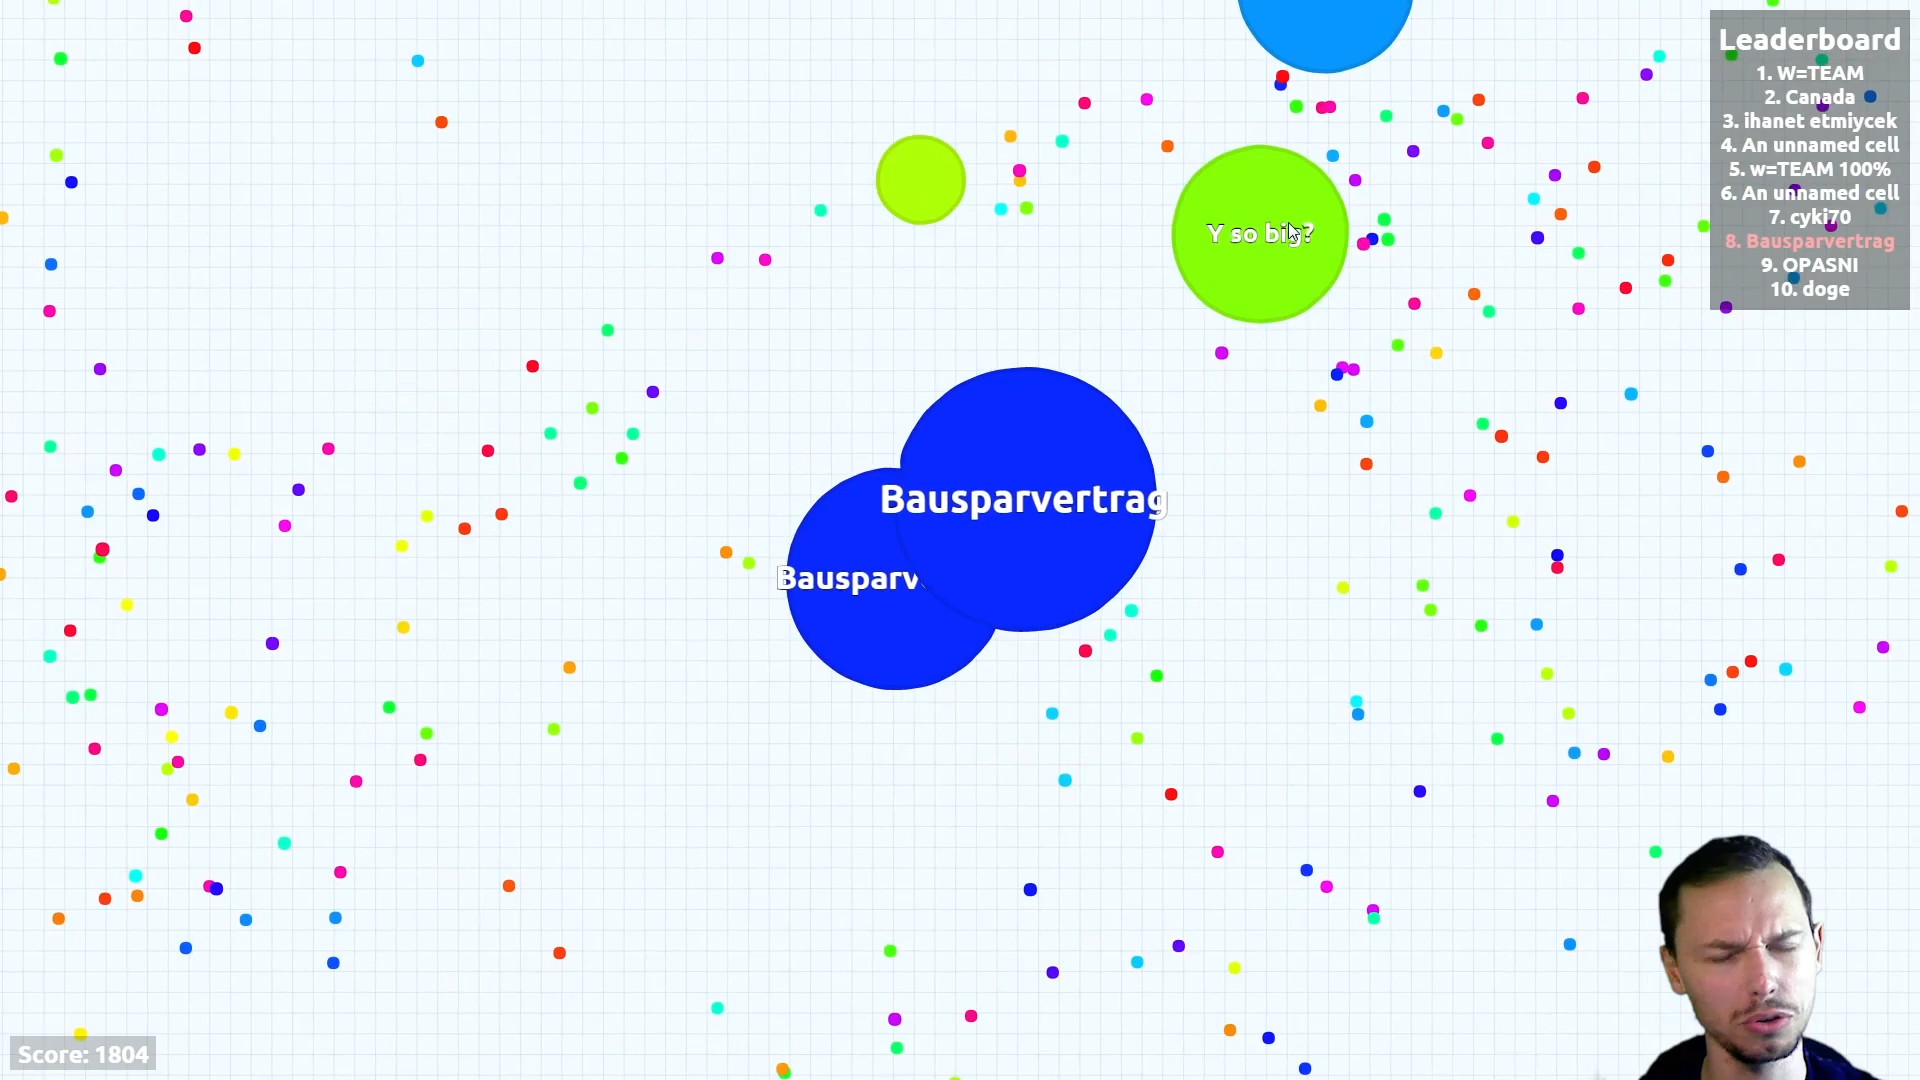 Leaderboard
1. W=TEAM
2. Canada
3. ihanet etmiycek
4. An unnamed cell
5. w=TEAM 100%
6. An unnamed cell
7. cyki70
8. Bausparvertrag
9. OPASNI
10. doge
Y so big?
Bausparvertrag
Bausparv
Score: 1804